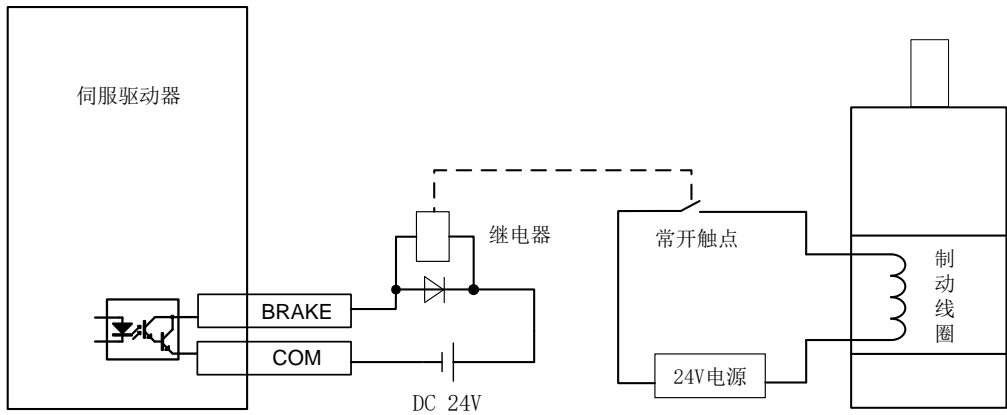 伺服驱动器
继电器
常开触点
制动线圈
BRAKE
COM
24V电源
DC 24V